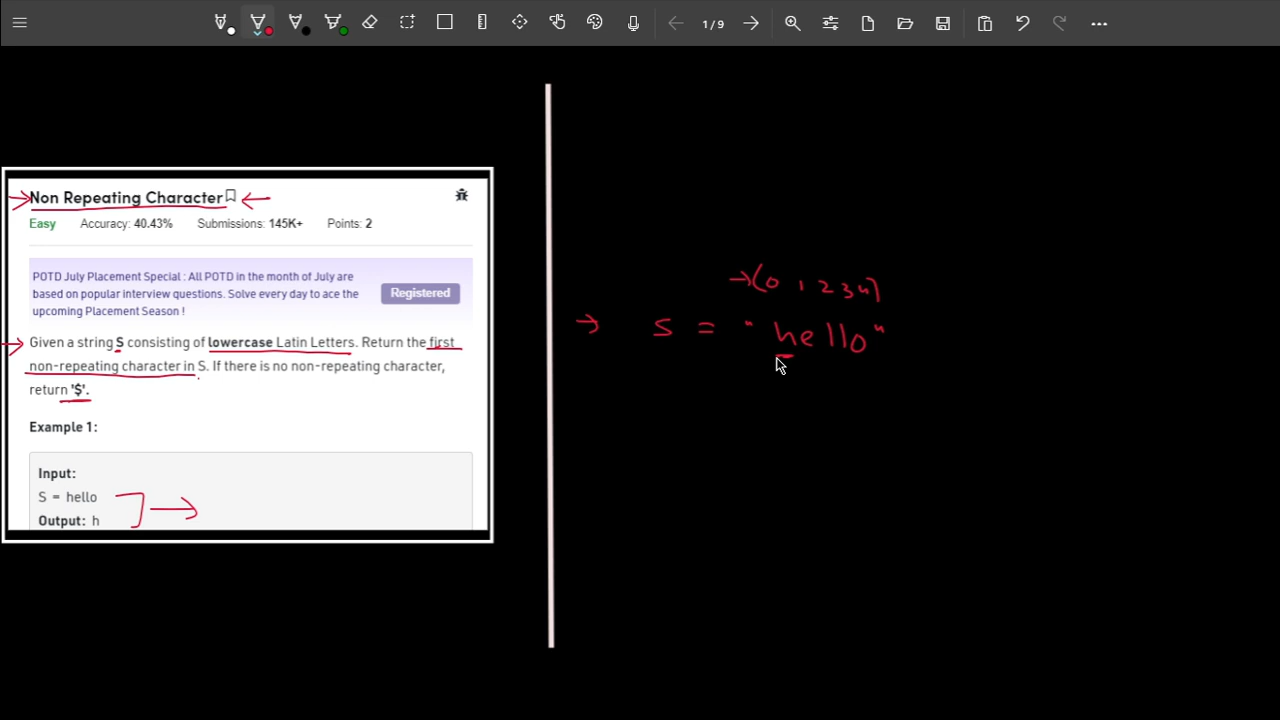 1/9
Non Repeating Character
Easy Accuracy: 40.43% Submissions: 145K+ Points: 2
POTD July Placement Special : All POTD in the month of July are
based on popular interview questions. Solve every day to ace the
upcoming Placement Season !
Registered
Given a string S consisting of lowercase Latin Letters. Return the first
non-repeating character in S. If there is no non-repeating character,
return '$'.
Example 1:
Input:
S = hello
Output: h
→(0 1 2 3 4)
→ S = "hello"